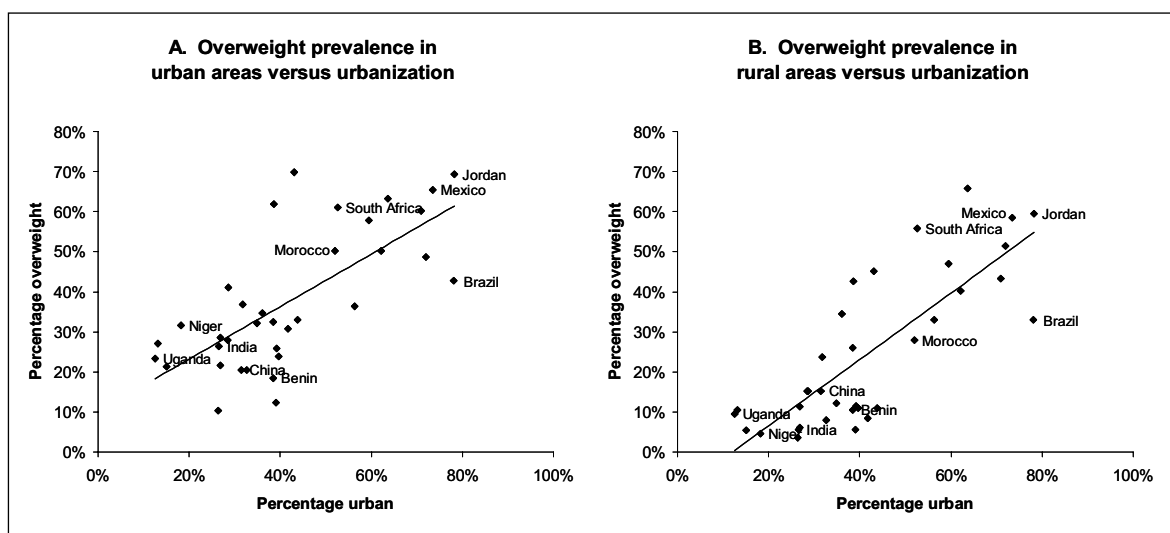 A. Overweight prevalence in
urban areas versus urbanization
80%
70%
60%
50%
40%
30%
20%
10%
0%
Percentage overweight
Jordan
Mexico
South Africa
Morocco
Brazil
Niger
India
Uganda
China
Benin
0%
20%
40%
60%
80%
100%
Percentage urban
B. Overweight prevalence in
rural areas versus urbanization
80%
70%
60%
50%
40%
30%
20%
10%
0%
Percentage overweight
Mexico
Jordan
South Africa
Brazil
Morocco
China
Uganda
Benin
Niger
India
0%
20%
40%
60%
80%
100%
Percentage urban